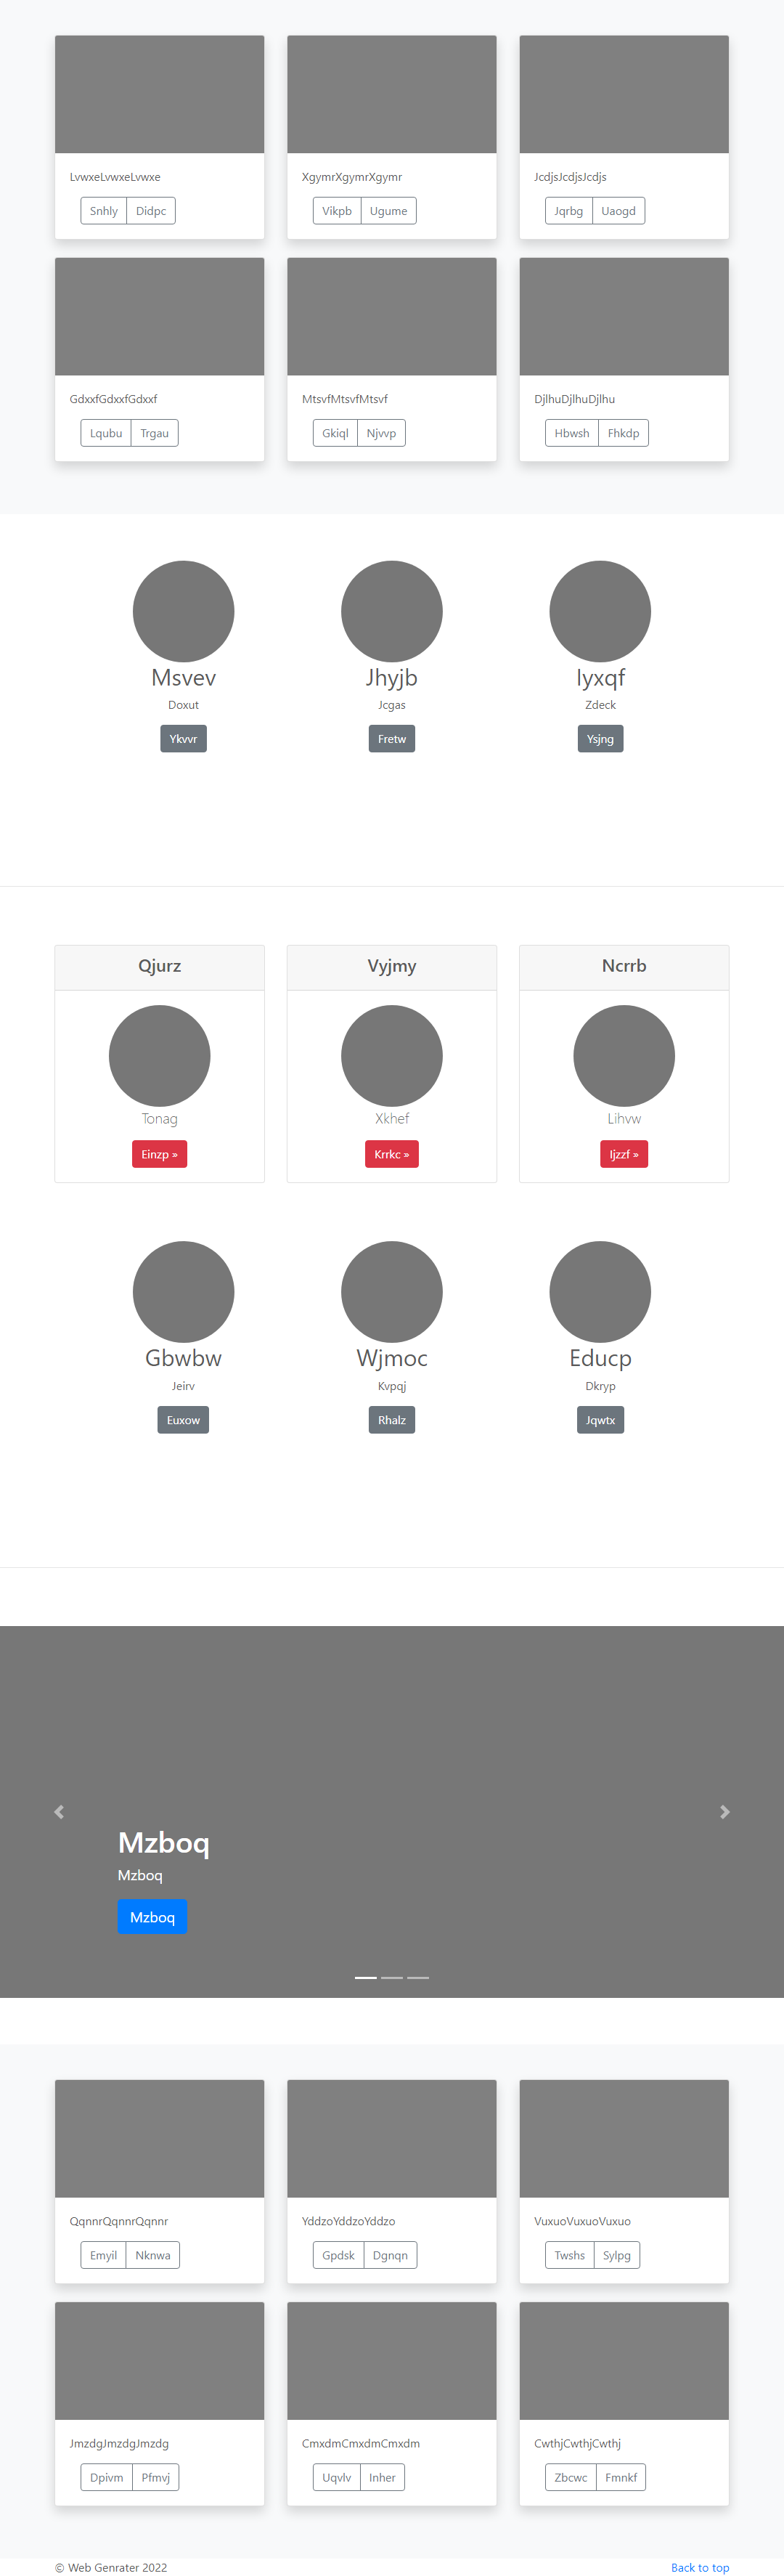 LvwxeLvwxeLvwxe XgymrXgymrXgymr JcdjsJcdjsJcdjs
Snhly Didpc Vikpb Ugume Jqrbg Uaogd
GdxxfGdxxfGdxxf MtsvfMtsvfMtsvf DjlhuDjlhuDjlhu
Lqubu Trgau Gkiql Njvvp Hbwsh Fhkdp
Msvev Jhyjb Iyxqf
Doxut Jcgas Zdeck
Ykvvr Fretw Ysjng
Qjurz Vyjmy Ncrrb
Tonag Xkhef Lihvw
Einzp » Krrkc » Ijzzf »
Gbwbw Wjmoc Educp
Jeirv Kvpqj Dkryp
Euxow Rhalz Jqwtx
Mzboq
Mzboq
Mzboq
QqnnrQqnnrQqnnr YddzoYddzoYddzo VuxuoVuxuoVuxuo
Emyil Nknwa Gpdsk Dgnqn Twshs Sylpg
JmzdgJmzdgJmzdg CmxdmCmxdmCmxdm CwthjCwthjCwthj
Dpivm Pfmvj Uqvlv Inher Zbcwc Fmnkf
© Web Genrater 2022 Back to top